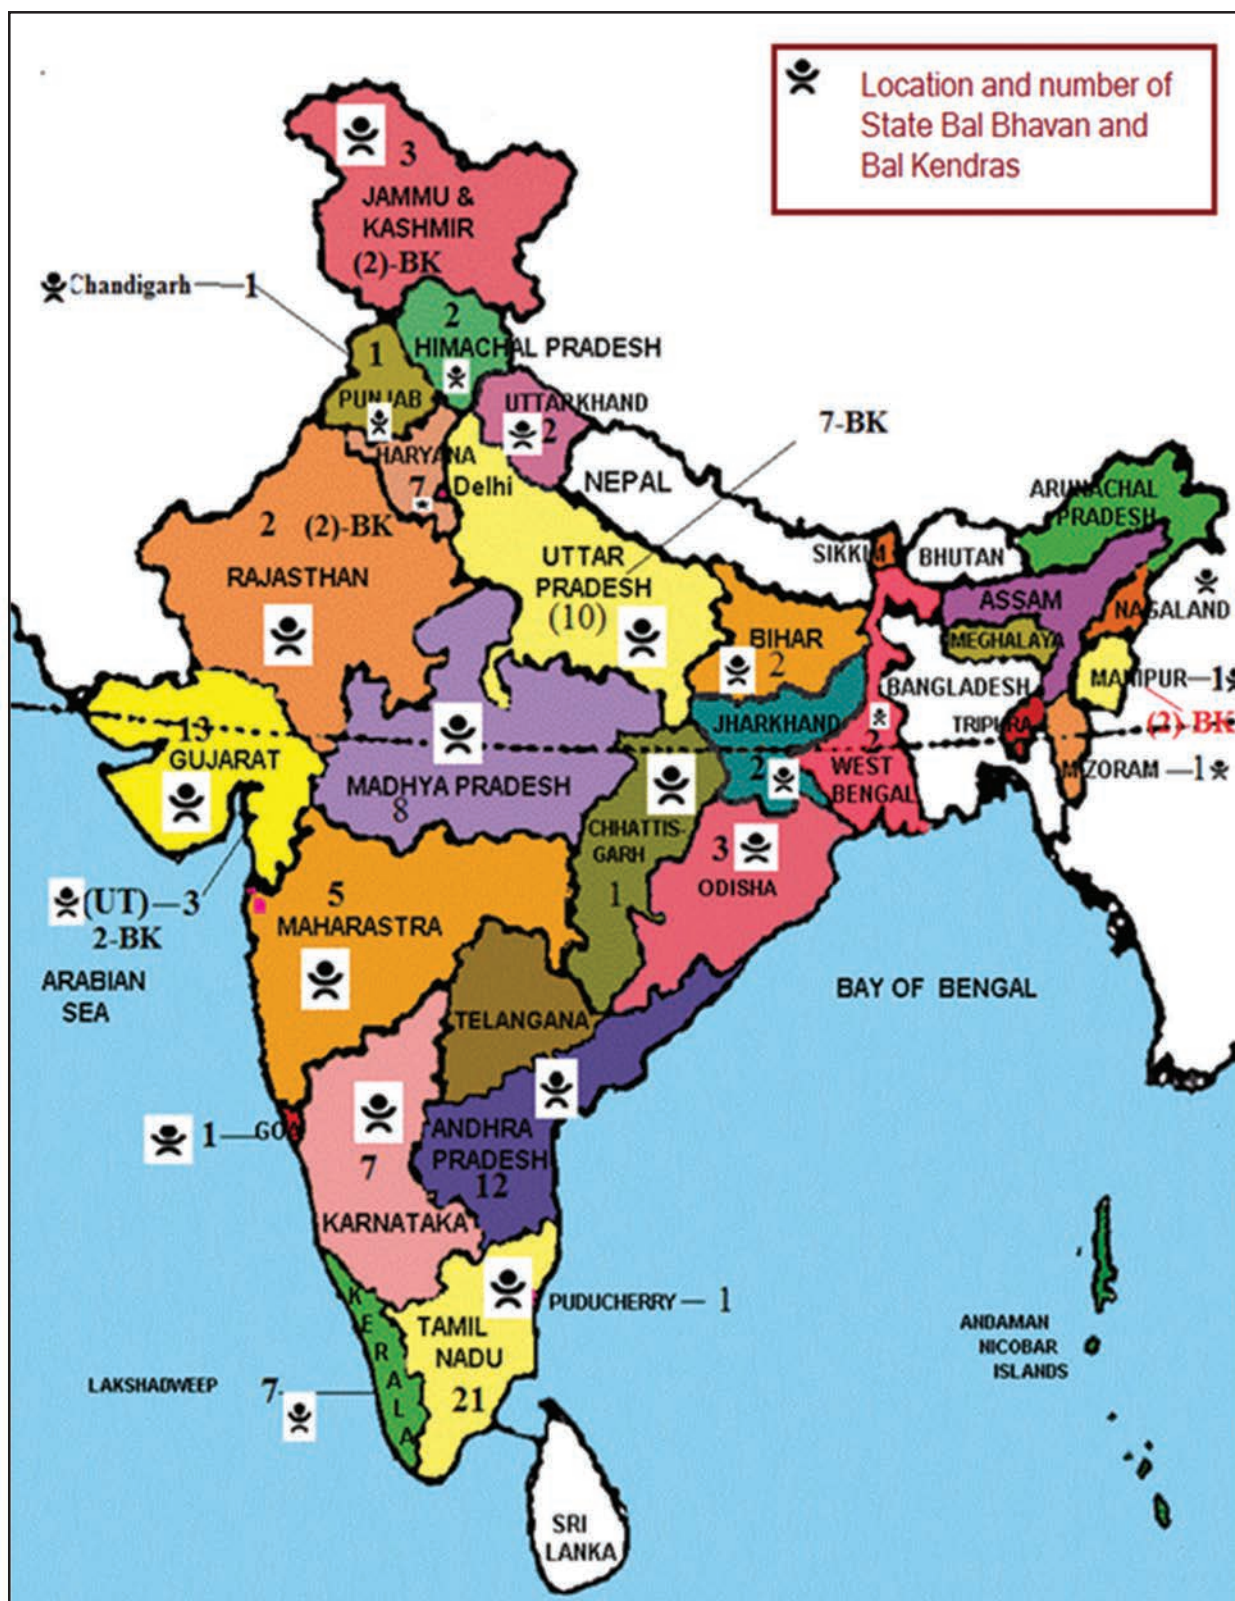 Location and number of
State Bal Bhavan and
Bal Kendras
3
JAMMU &
KASHMIR
(2)-BK
Chandigarh—1
2
HIMACHAL PRADESH
1
PUNJAB
UTTARKHAND
2
7-BK
HARYANA
7
Delhi
NEPAL
ARUNACHAL
PRADESH
2 (2)-BK
RAJASTHAN
UTTAR
PRADESH
(10)
SIKKIM
BHUTAN
ASSAM
NAGALAND
MEGHALAYA
BIHAR
2
BANGLADESH
MANIPUR—1
(2)-BK
JHARKHAND
2
TRIPURA
2
WEST
BENGAL
MIZORAM—1
13
GUJARAT
MADHYA PRADESH
8
CHHATTIS-
GARH
1
3
ODISHA
(UT)—3
2-BK
5
MAHARASTRA
ARABIAN
SEA
BAY OF BENGAL
TELANGANA
1—GOA
ANDHRA
PRADESH
12
7
KARNATAKA
PUDUCHERRY—1
TAMIL
NADU
21
KERALA
LAKSHADWEEP
7
ANDAMAN
NICOBAR
ISLANDS
SRI
LANKA